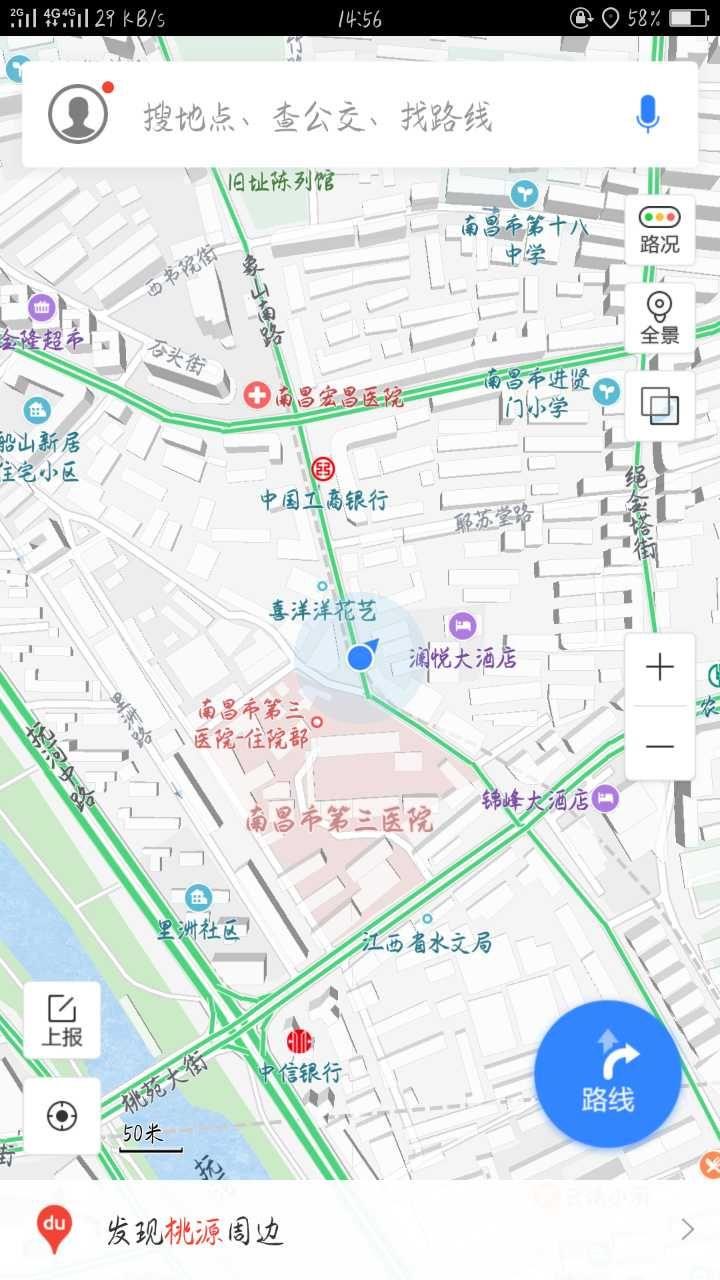 2G 4G 4G 29 KB/s 14:56 58%
搜地点、查公交、找路线
旧址陈列馆
南昌市第十八
中学
路况
西书院街
象山南路
全景
金隆超市
石头街
南昌宏昌医院
南昌市进贤
门小学
船山新居
住宅小区
中国工商银行
耶苏堂路
绳金塔街
喜洋洋花艺
澜悦大酒店
里洲路
南昌市第三
医院-住院部
抚河中路
农
锦峰大酒店
南昌市第三医院
里洲社区
江西省水文局
上报
中信银行
桃苑大街
路线
50米
街
抚
du 发现桃源周边